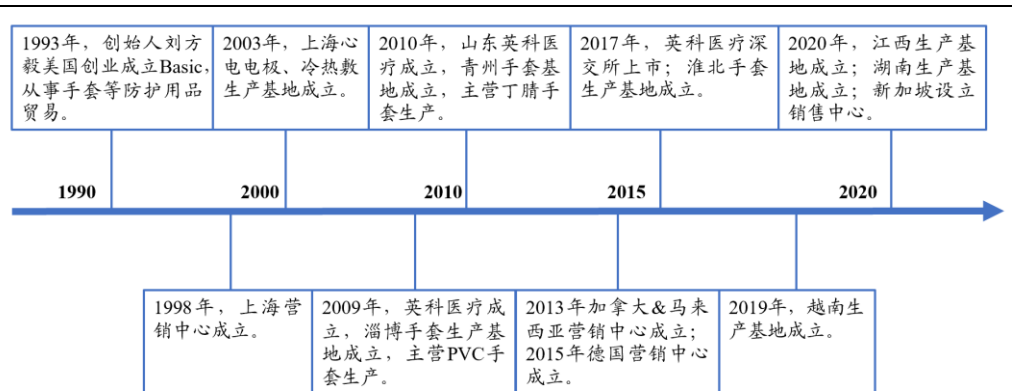 1993年，创始人刘方
毅美国创业成立Basic，
从事手套等防护用品
贸易。
2003年，上海心
电电极、冷热敷
生产基地成立。
2010年，山东英科医
疗成立，青州手套基
地成立，主营丁腈手
套生产。
2017年，英科医疗深
交所上市；淮北手套
生产基地成立。
2020年，江西生产基
地成立；湖南生产基
地成立；新加坡设立
销售中心。
1990
2000
2010
2015
2020
1998年，上海营
销中心成立。
2009年，英科医疗成
立，淄博手套生产基
地成立，主营PVC手
套生产。
2013年加拿大&马来
西亚营销中心成立；
2015年德国营销中心
成立。
2019年，越南生
产基地成立。